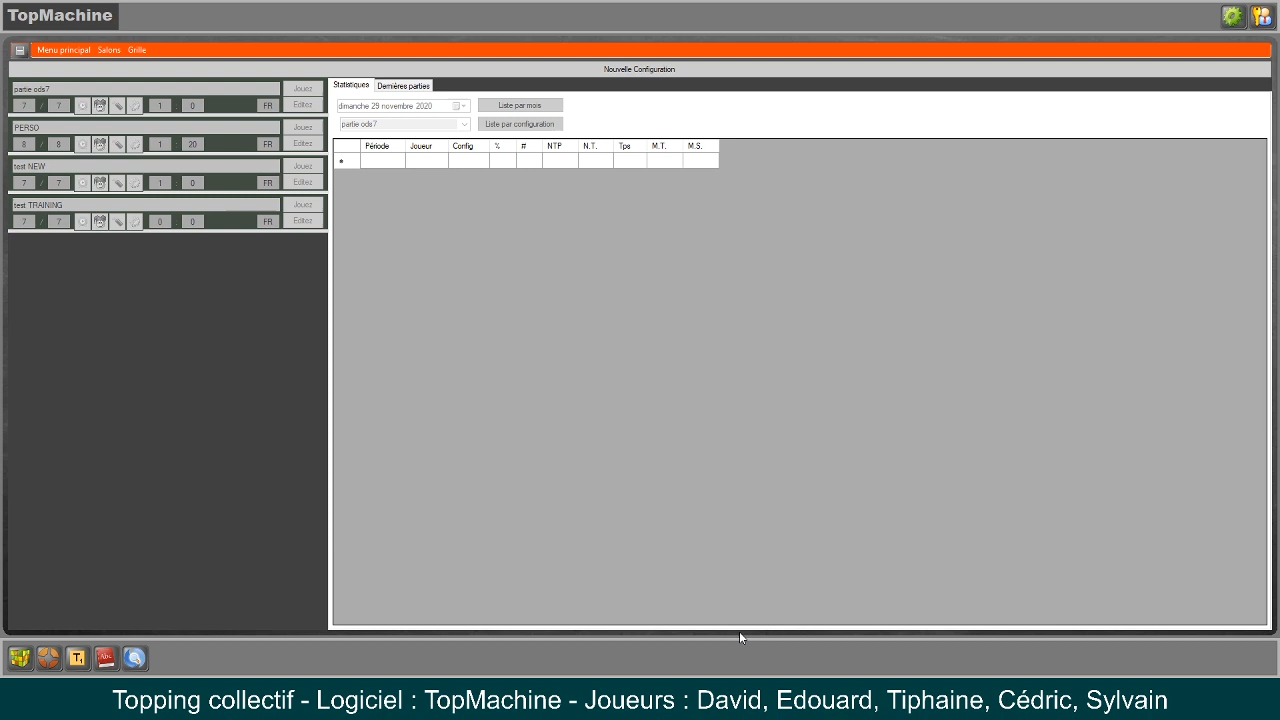 TopMachine
Menu principal Salons Grille
Nouvelle Configuration
partie ods7 Jouez
7 / 7 1 : 0 FR Editez
PERSO Jouez
8 / 8 1 : 20 FR Editez
test NEW Jouez
7 / 7 1 : 0 FR Editez
test TRAINING Jouez
7 / 7 0 : 0 FR Editez
Statistiques Dernières parties
dimanche 29 novembre 2020 Liste par mois
partie ods7 Liste par configuration
Période Joueur Config % # NTP N.T. Tps M.T. M.S.
*
Abc
Topping collectif - Logiciel : TopMachine - Joueurs : David, Edouard, Tiphaine, Cédric, Sylvain